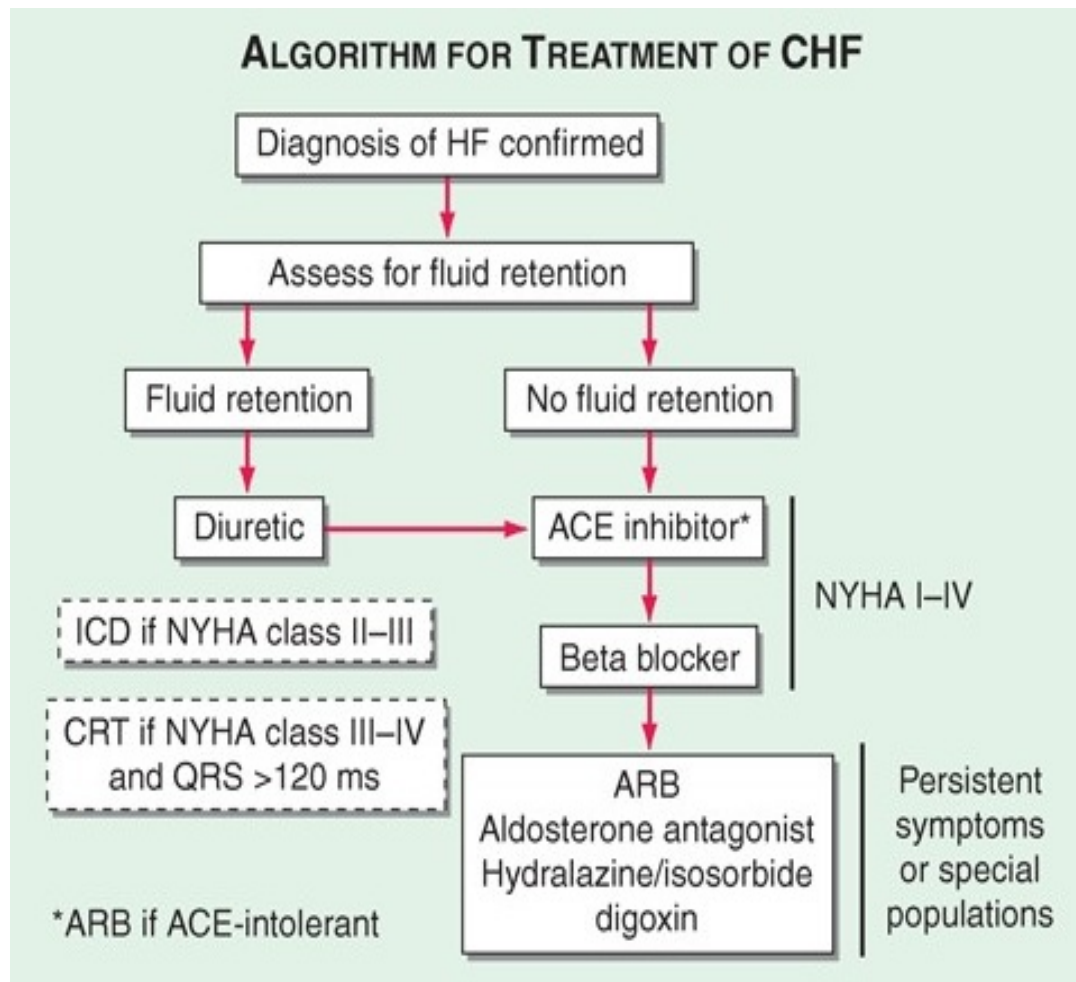 ALGORITHM FOR TREATMENT OF CHF
Diagnosis of HF confirmed
Assess for fluid retention
Fluid retention
No fluid retention
Diuretic
ACE inhibitor*
NYHA I–IV
ICD if NYHA class II–III
Beta blocker
CRT if NYHA class III–IV
and QRS >120 ms
ARB
Aldosterone antagonist
Hydralazine/isosorbide
digoxin
Persistent
symptoms
or special
populations
*ARB if ACE-intolerant